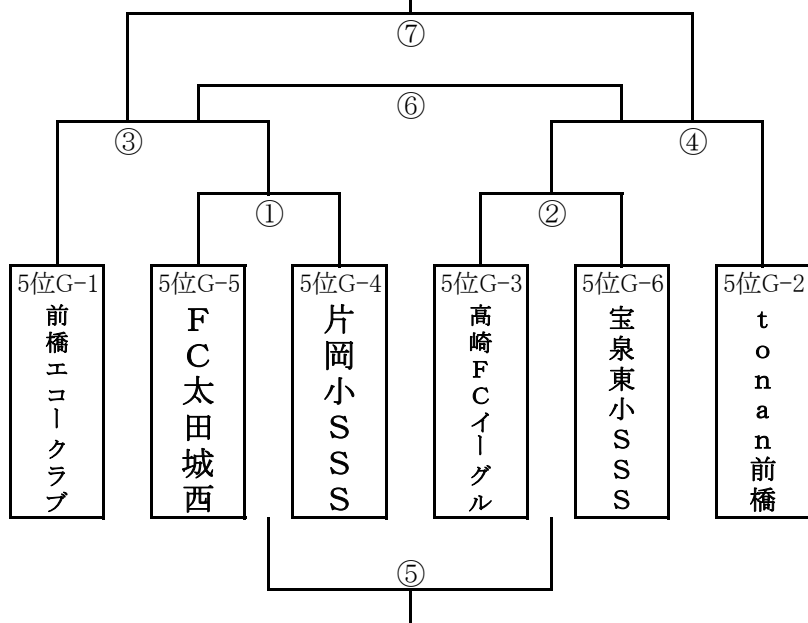 ⑦
⑥
③
④
①
②
5位G-1
前橋エコークラブ
5位G-5
FC太田城西
5位G-4
片岡小SSS
5位G-3
高崎FCイーグル
5位G-6
宝泉東小SSS
5位G-2
tonan前橋
⑤